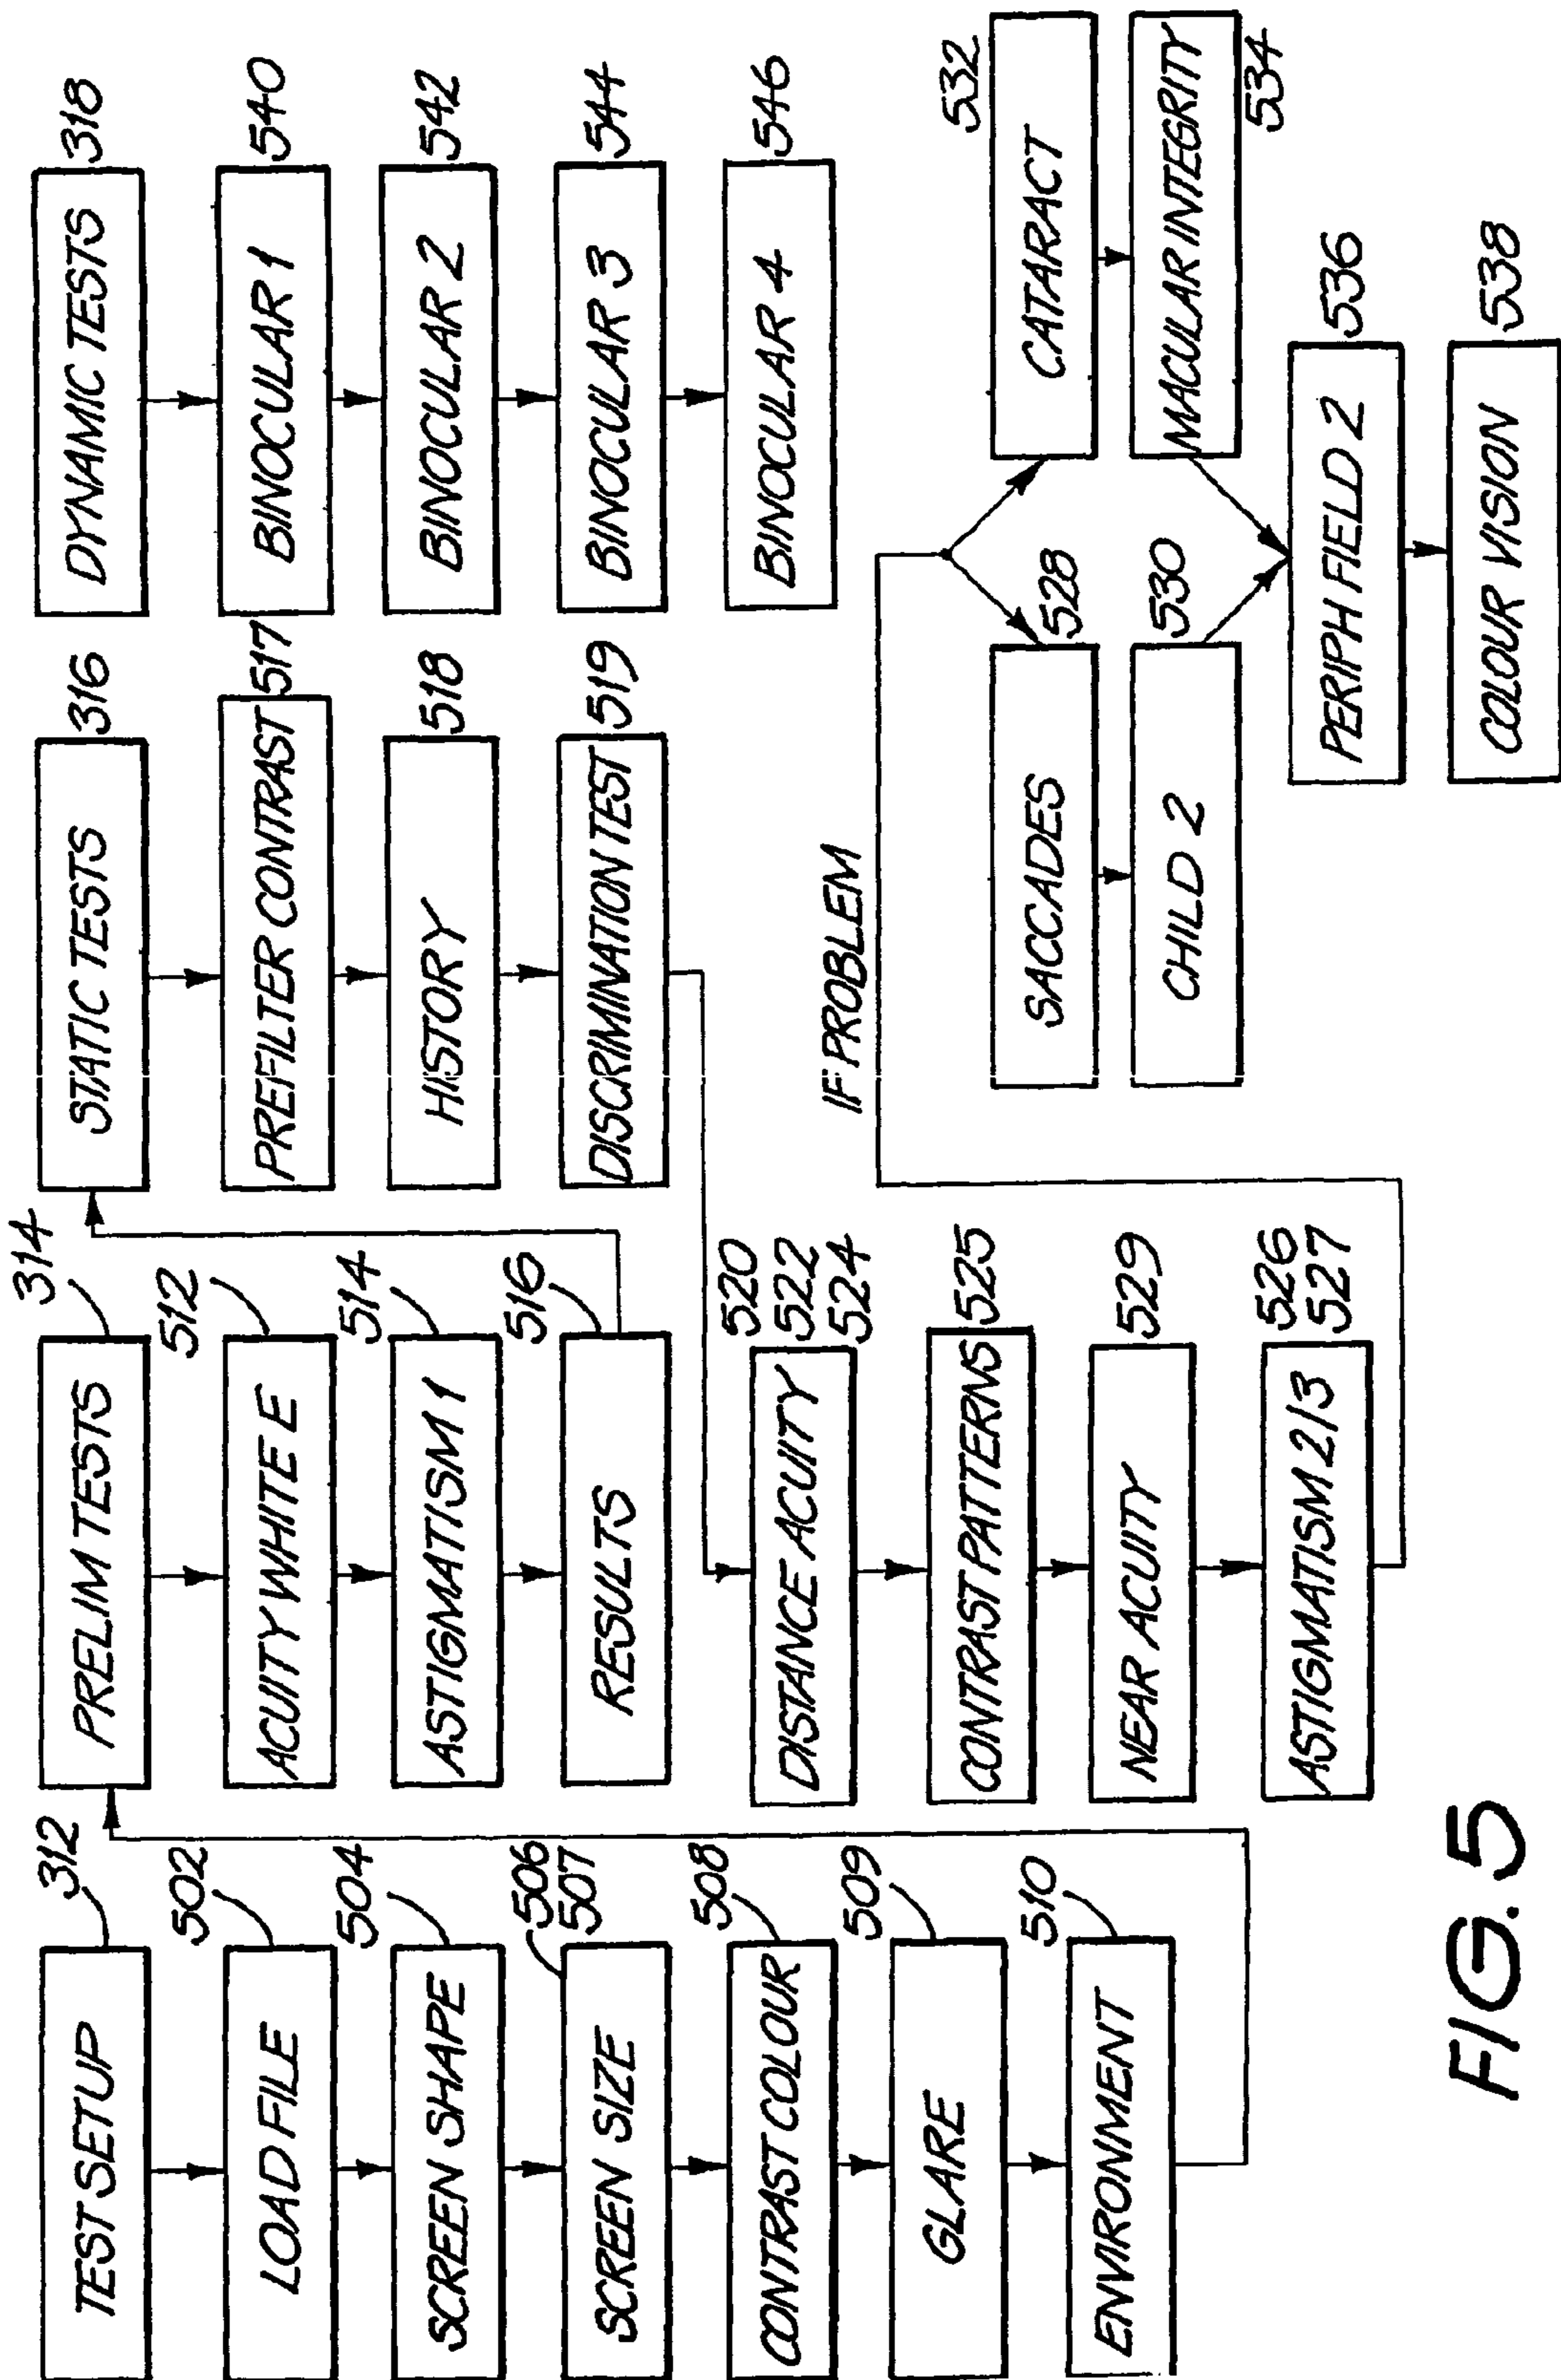 TEST SETUP
312
LOAD FILE
502
SCREEN SHAPE
504
SCREEN SIZE
506
507
CONTRAST COLOUR
508
GLARE
509
ENVIRONMENT
510
PRELIM TESTS
314
ACUITY WHITE E
512
ASTIGMATISM 1
514
RESULTS
516
STATIC TESTS
316
PREFILTER CONTRAST
517
HISTORY
518
DISCRIMINATION TEST
519
DISTANCE ACUITY
520
522
524
CONTRAST PATTERNS
525
NEAR ACUITY
529
ASTIGMATISM 2/3
526
527
IF PROBLEM
SACCADES
528
CHILD 2
530
CATARACT
532
MACULAR INTEGRITY
534
PERIPH FIELD 2
536
COLOUR VISION
538
DYNAMIC TESTS
318
BINOCULAR 1
540
BINOCULAR 2
542
BINOCULAR 3
544
BINOCULAR 4
546
FIG. 5